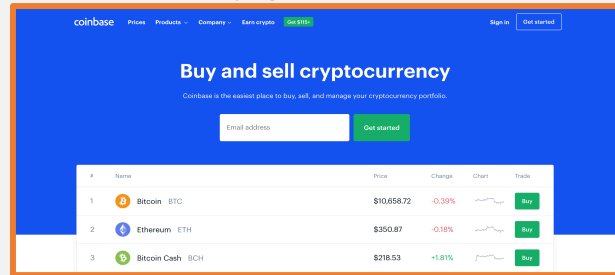 coinbase Prices Products Company Earn crypto Get $115+ Sign in Get started
Buy and sell cryptocurrency
Coinbase is the easiest place to buy, sell, and manage your cryptocurrency portfolio.
Email address Get started
# Name Price Change Chart Trade
1 Bitcoin BTC $10,658.72 -0.39% Buy
2 Ethereum ETH $350.87 -0.18% Buy
3 Bitcoin Cash BCH $218.53 +1.81% Buy